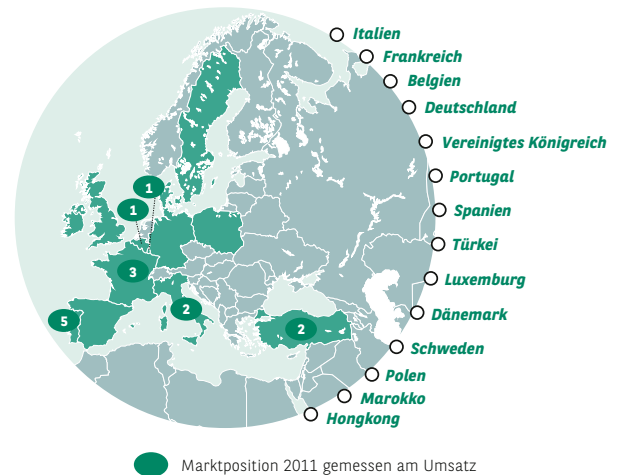 Italien
Frankreich
Belgien
Deutschland
Vereinigtes Königreich
Portugal
Spanien
Türkei
Luxemburg
Dänemark
Schweden
Polen
Marokko
Hongkong
1
1
3
2
5
2
Marktposition 2011 gemessen am Umsatz